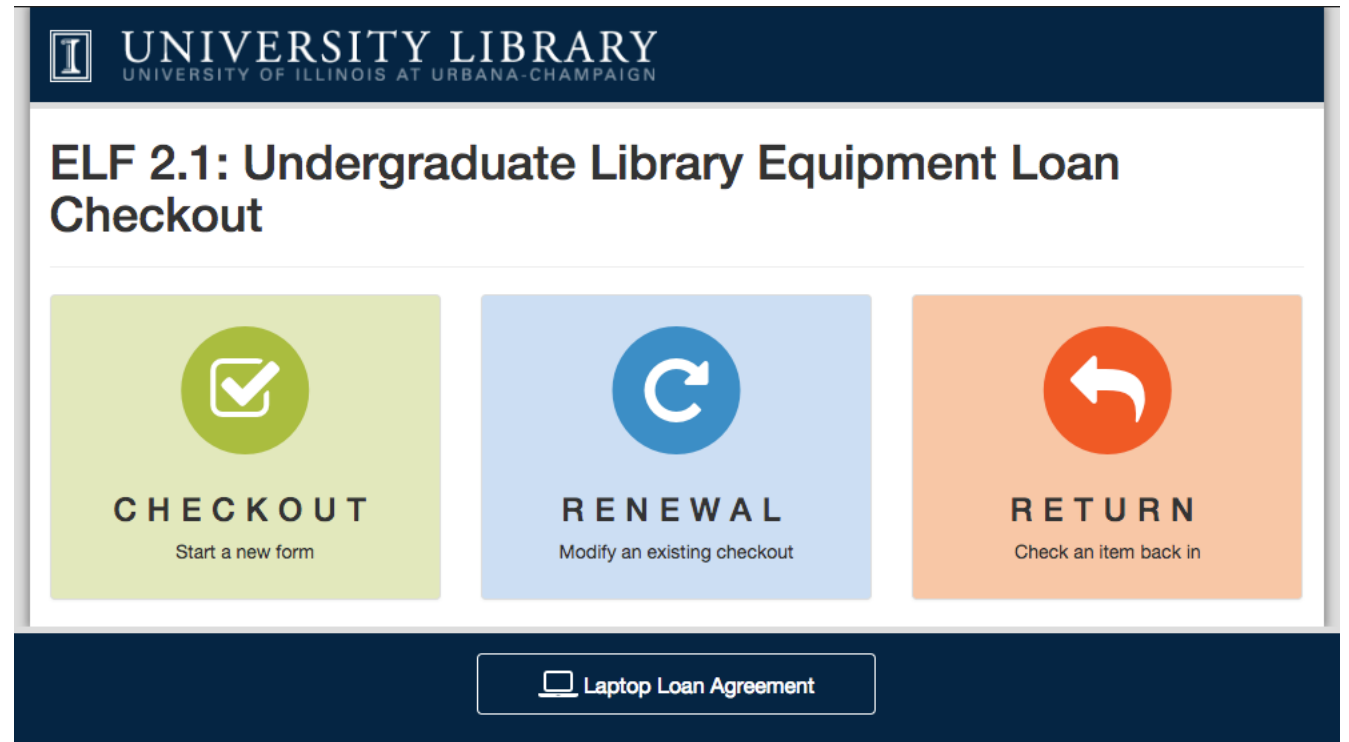 I
UNIVERSITY LIBRARY
UNIVERSITY OF ILLINOIS AT URBANA-CHAMPAIGN
ELF 2.1: Undergraduate Library Equipment Loan
Checkout
CHECKOUT
Start a new form
RENEWAL
Modify an existing checkout
RETURN
Check an item back in
Laptop Loan Agreement